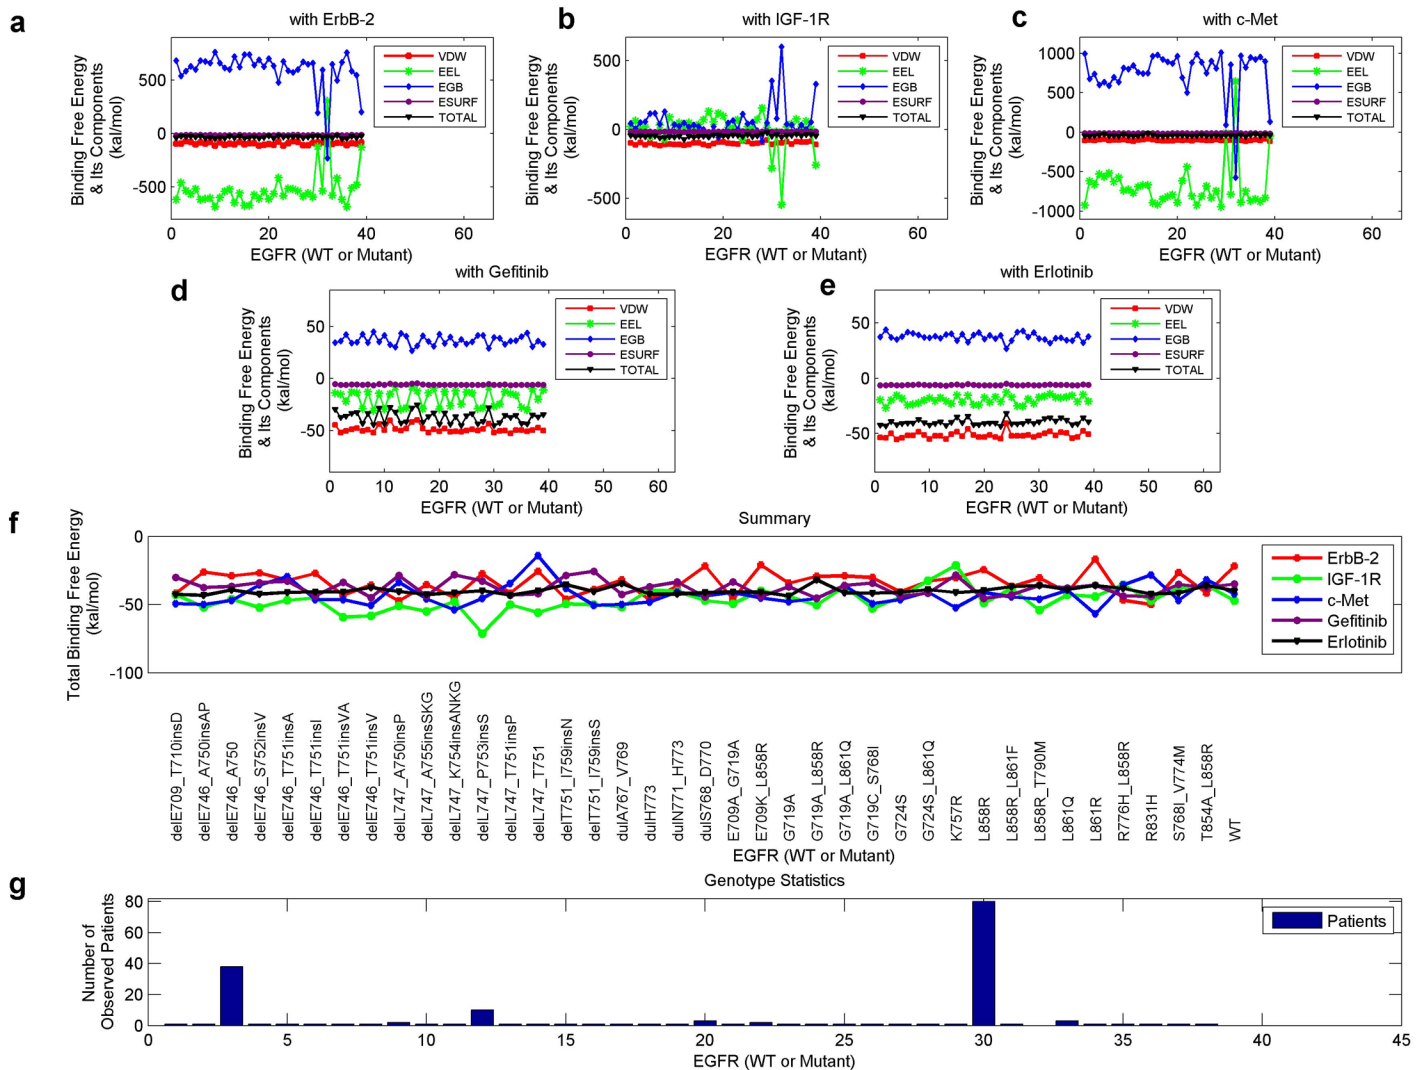 a
with ErbB-2
Binding Free Energy
& Its Components
(kal/mol)
500
0
-500
0
20
40
60
EGFR (WT or Mutant)
VDW
EEL
EGB
ESURF
TOTAL
b
with IGF-1R
Binding Free Energy
& Its Components
(kal/mol)
500
0
-500
0
20
40
60
EGFR (WT or Mutant)
VDW
EEL
EGB
ESURF
TOTAL
c
with c-Met
Binding Free Energy
& Its Components
(kal/mol)
1000
500
0
-500
-1000
0
20
40
60
EGFR (WT or Mutant)
VDW
EEL
EGB
ESURF
TOTAL
d
with Gefitinib
Binding Free Energy
& Its Components
(kal/mol)
50
0
-50
0
10
20
30
40
50
60
EGFR (WT or Mutant)
VDW
EEL
EGB
ESURF
TOTAL
e
with Erlotinib
Binding Free Energy
& Its Components
(kal/mol)
50
0
-50
0
10
20
30
40
50
60
EGFR (WT or Mutant)
VDW
EEL
EGB
ESURF
TOTAL
f
Summary
Total Binding Free Energy
(kal/mol)
0
-50
-100
ErbB-2
IGF-1R
c-Met
Gefitinib
Erlotinib
delE709_T710insD
delE746_A750insAP
delE746_A750
delE746_S752insV
delE746_T751insA
delE746_T751insI
delE746_T751insVA
delE746_T751insV
delL747_A750insP
delL747_A755insSKG
delL747_K754insANKG
delL747_P753insS
delL747_T751insP
delL747_T751
delT751_I759insN
delT751_I759insS
dulA767_V769
dulH773
dulN771_H773
dulS768_D770
E709A_G719A
E709K_L858R
G719A
G719A_L858R
G719A_L861Q
G719C_S768I
G724S
G724S_L861Q
K757R
L858R
L858R_L861F
L858R_T790M
L861Q
L861R
R776H_L858R
R831H
S768I_V774M
T854A_L858R
WT
EGFR (WT or Mutant)
g
Genotype Statistics
Number of
Observed Patients
80
60
40
20
0
0
5
10
15
20
25
30
35
40
45
EGFR (WT or Mutant)
Patients